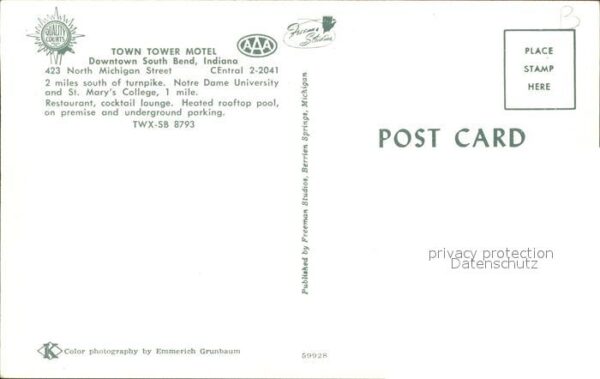 QUALITY
COURTS
TOWN TOWER MOTEL
Downtown South Bend, Indiana
423 North Michigan Street CEntral 2-2041
2 miles south of turnpike. Notre Dame University
and St. Mary's College, 1 mile.
Restaurant, cocktail lounge. Heated rooftop pool,
on premise and underground parking.
TWX-SB 8793
AAA
Freeman
Studios
B
PLACE
STAMP
HERE
POST CARD
Published by Freeman Studios, Berrien Springs, Michigan
privacy protection
Datenschutz
K Color photography by Emmerich Grunbaum
59928